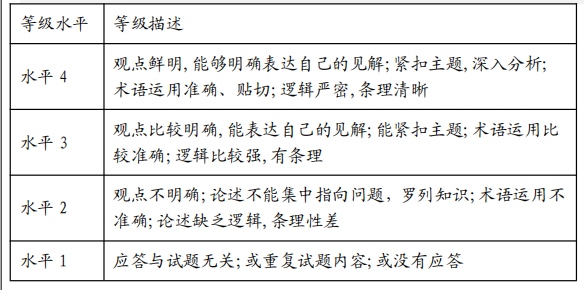 等级水平 等级描述
水平 4
观点鲜明,能够明确表达自己的见解;紧扣主题,深入分析;
术语运用准确、贴切;逻辑严密,条理清晰
水平 3
观点比较明确,能表达自己的见解;能紧扣主题;术语运用比
较准确;逻辑比较强,有条理
水平 2
观点不明确;论述不能集中指向问题，罗列知识;术语运用不
准确;论述缺乏逻辑,条理性差
水平 1 应答与试题无关;或重复试题内容;或没有应答